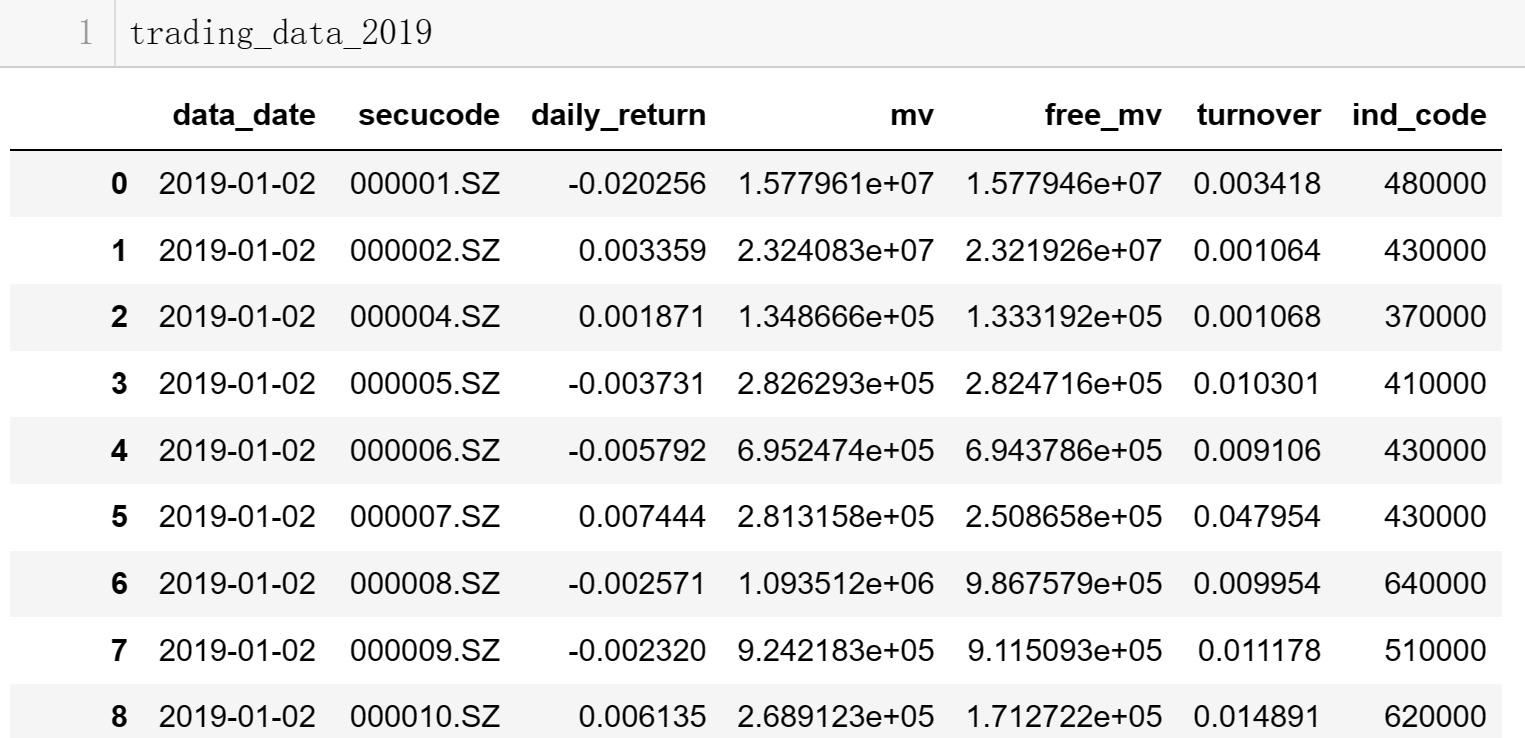 1 trading_data_2019
data_date secucode daily_return mv free_mv turnover ind_code
0 2019-01-02 000001.SZ -0.020256 1.577961e+07 1.577946e+07 0.003418 480000
1 2019-01-02 000002.SZ 0.003359 2.324083e+07 2.321926e+07 0.001064 430000
2 2019-01-02 000004.SZ 0.001871 1.348666e+05 1.333192e+05 0.001068 370000
3 2019-01-02 000005.SZ -0.003731 2.826293e+05 2.824716e+05 0.010301 410000
4 2019-01-02 000006.SZ -0.005792 6.952474e+05 6.943786e+05 0.009106 430000
5 2019-01-02 000007.SZ 0.007444 2.813158e+05 2.508658e+05 0.047954 430000
6 2019-01-02 000008.SZ -0.002571 1.093512e+06 9.867579e+05 0.009954 640000
7 2019-01-02 000009.SZ -0.002320 9.242183e+05 9.115093e+05 0.011178 510000
8 2019-01-02 000010.SZ 0.006135 2.689123e+05 1.712722e+05 0.014891 620000